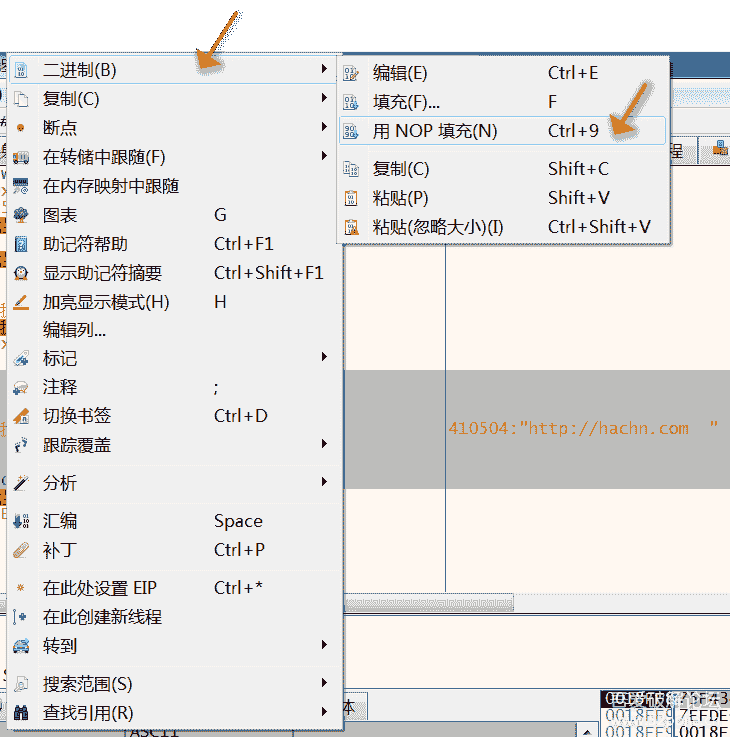 二进制(B)
复制(C)
断点
在转储中跟随(F)
在内存映射中跟随
图表 G
助记符帮助 Ctrl+F1
显示助记符摘要 Ctrl+Shift+F1
加亮显示模式(H) H
编辑列...
标记
注释 ;
切换书签 Ctrl+D
跟踪覆盖
分析
汇编 Space
补丁 Ctrl+P
在此处设置 EIP Ctrl+*
在此创建新线程
转到
搜索范围(S)
查找引用(R)
编辑(E) Ctrl+E
填充(F)... F
用 NOP 填充(N) Ctrl+9
复制(C) Shift+C
粘贴(P) Shift+V
粘贴(忽略大小)(I) Ctrl+Shift+V
程
410504:"http://hachn.com  "
体
ASCII
7EFDE